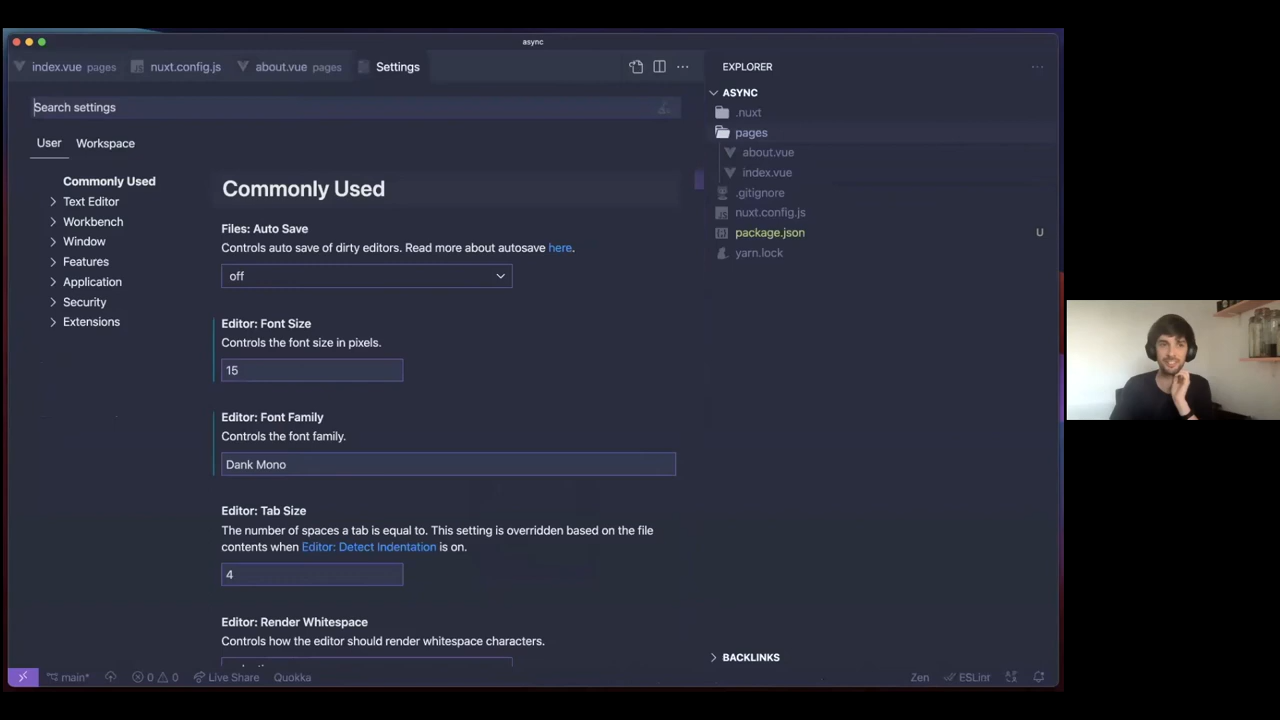 async
index.vue pages
nuxt.config.js
about.vue pages
Settings
Search settings
User
Workspace
Commonly Used
Text Editor
Workbench
Window
Features
Application
Security
Extensions
Commonly Used
Files: Auto Save
Controls auto save of dirty editors. Read more about autosave here.
off
Editor: Font Size
Controls the font size in pixels.
15
Editor: Font Family
Controls the font family.
Dank Mono
Editor: Tab Size
The number of spaces a tab is equal to. This setting is overridden based on the file
contents when Editor: Detect Indentation is on.
4
Editor: Render Whitespace
Controls how the editor should render whitespace characters.
EXPLORER
ASYNC
.nuxt
pages
about.vue
index.vue
.gitignore
nuxt.config.js
package.json U
yarn.lock
BACKLINKS
main*
0
0
Live Share
Quokka
Zen
ESLint